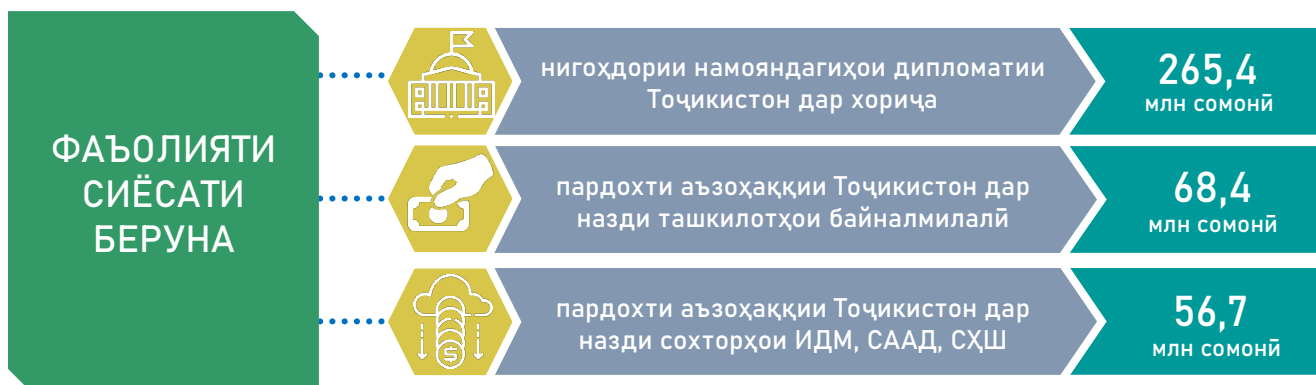 ФАЪОЛИЯТИ
СИЁСАТИ
БЕРУНА
нигоҳдории намояндагиҳои дипломатии
Тоҷикистон дар хориҷа
265,4
млн сомонӣ
пардохти аъзоҳаққии Тоҷикистон дар
назди ташкилотҳои байналмилалӣ
68,4
млн сомонӣ
пардохти аъзоҳаққии Тоҷикистон дар
назди сохторҳои ИДМ, СААД, СҲШ
56,7
млн сомонӣ